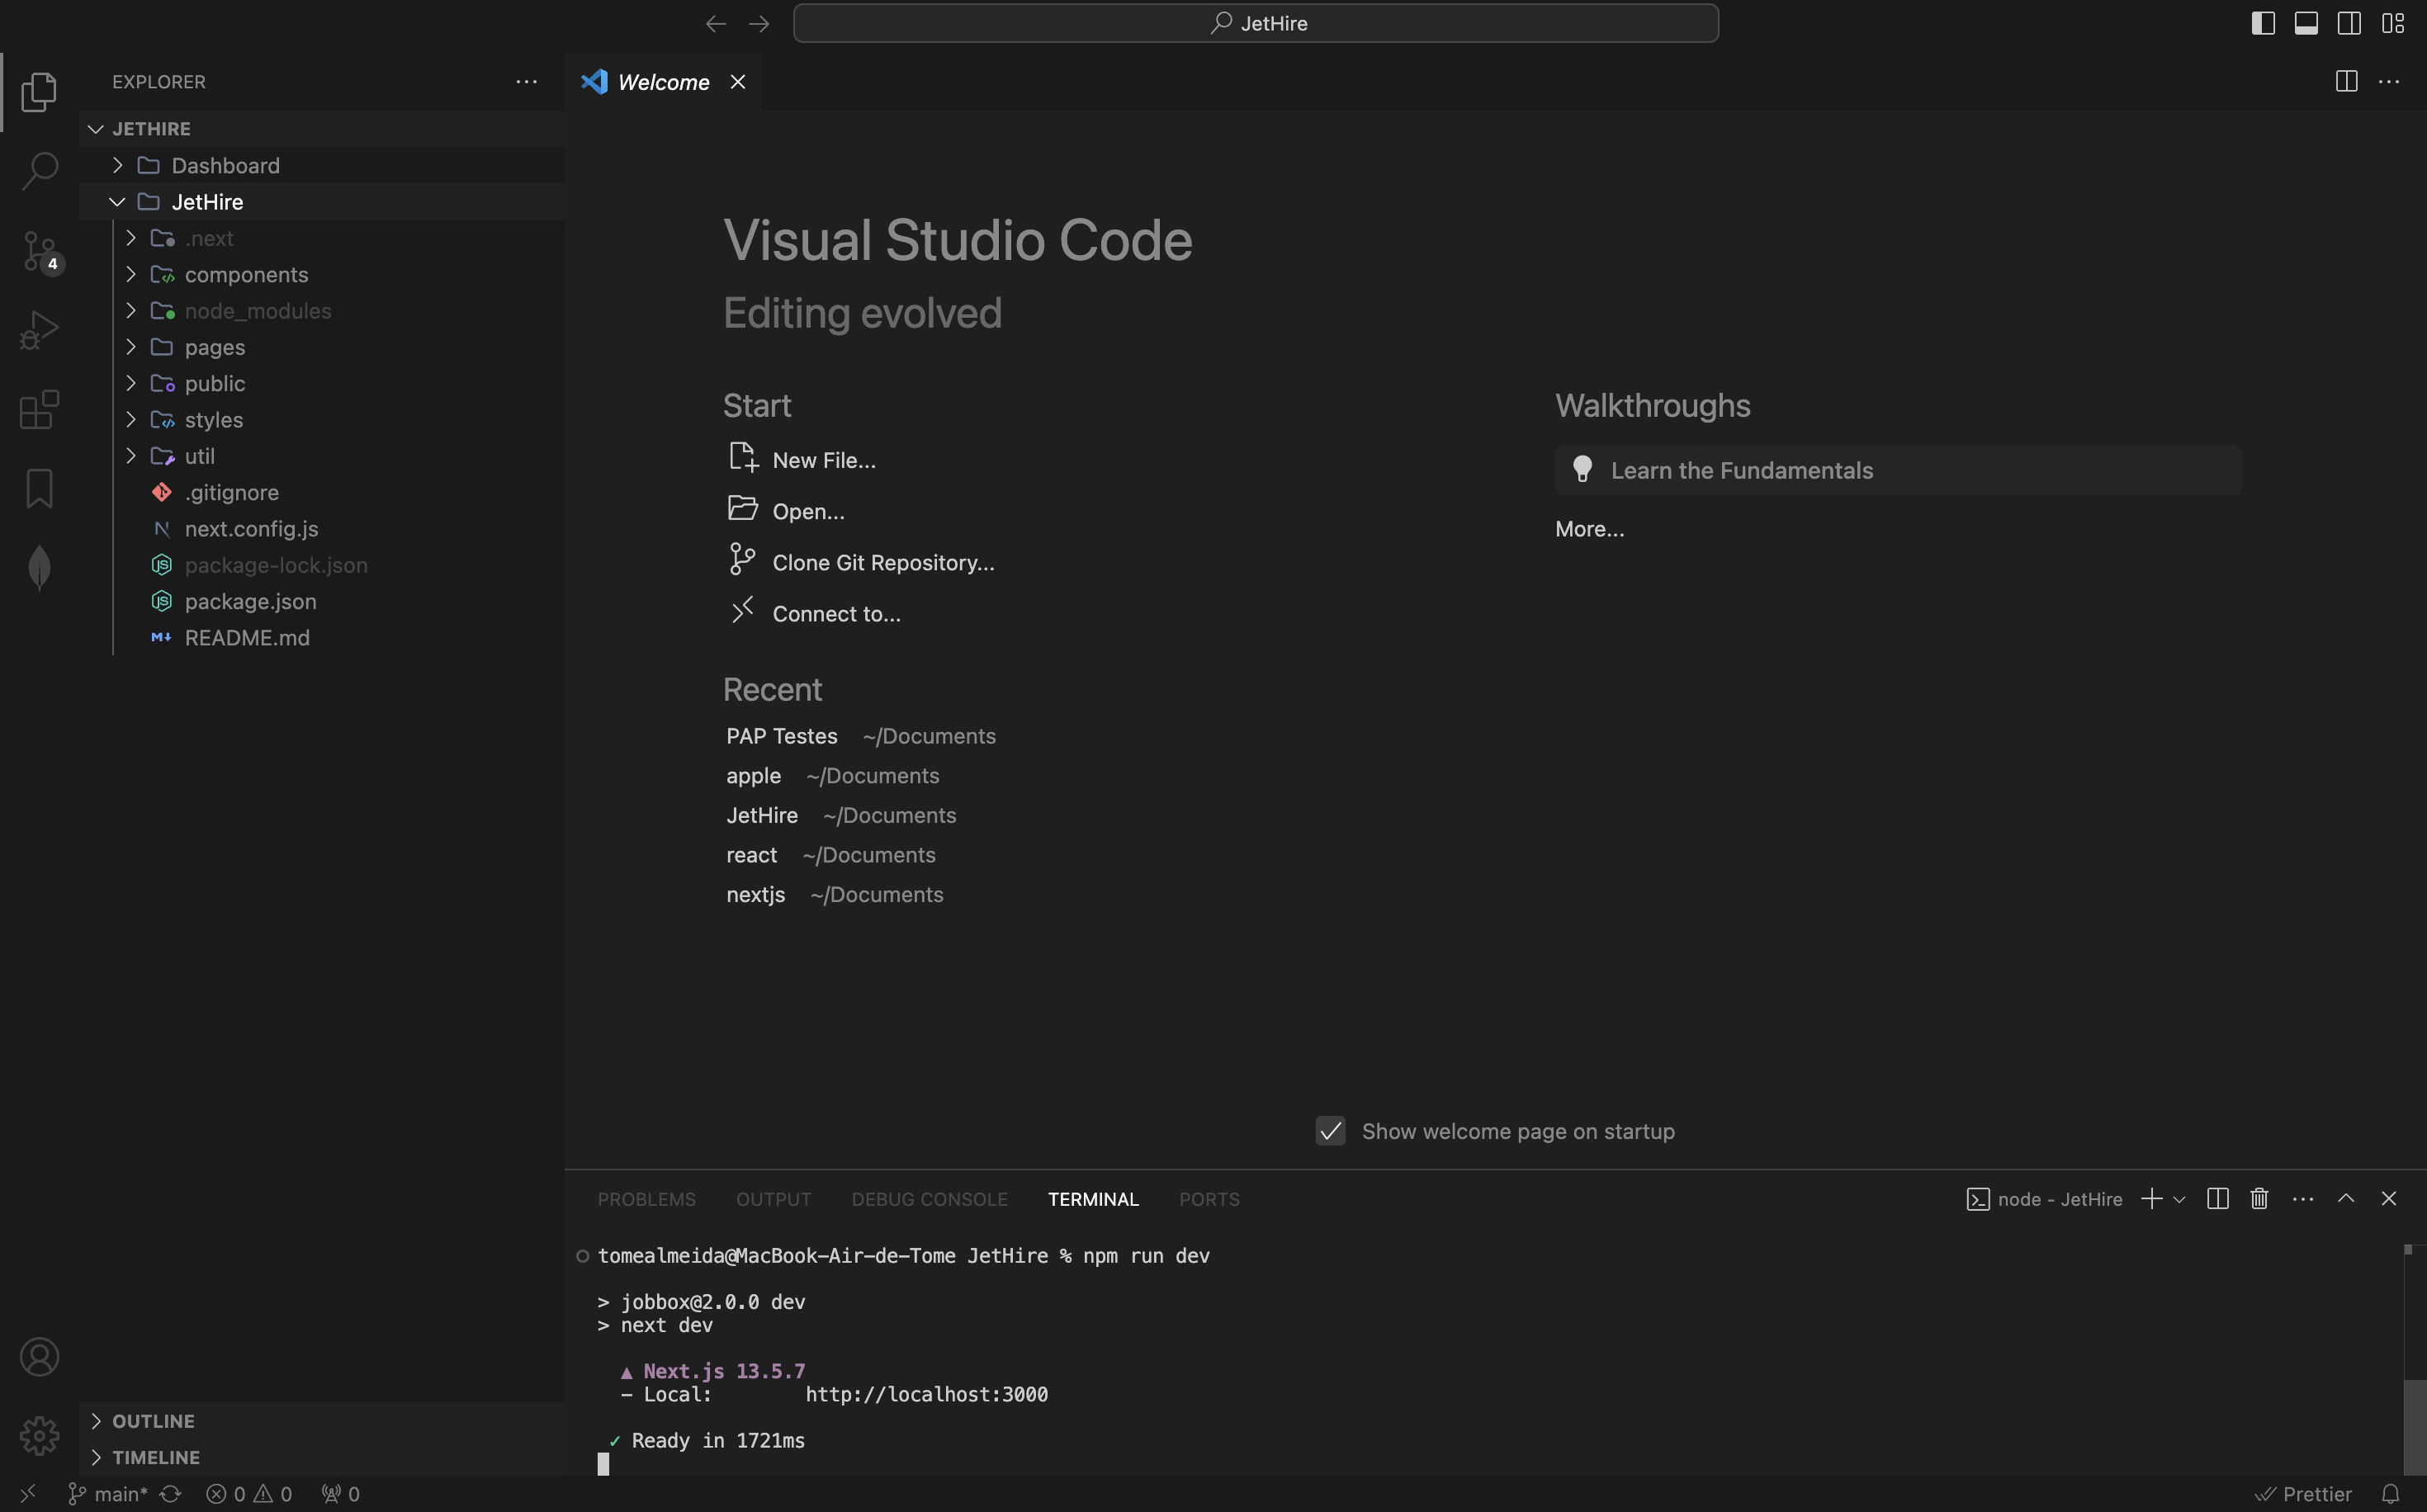 JetHire
EXPLORER
Welcome
JETHIRE
Dashboard
JetHire
.next
components
node_modules
pages
public
styles
util
.gitignore
next.config.js
package-lock.json
package.json
README.md
4
Visual Studio Code
Editing evolved
Start
New File...
Open...
Clone Git Repository...
Connect to...
Recent
PAP Testes ~/Documents
apple ~/Documents
JetHire ~/Documents
react ~/Documents
nextjs ~/Documents
Walkthroughs
Learn the Fundamentals
More...
Show welcome page on startup
PROBLEMS OUTPUT DEBUG CONSOLE TERMINAL PORTS
node - JetHire
tomealmeida@MacBook-Air-de-Tome JetHire % npm run dev
> jobbox@2.0.0 dev
> next dev
▲ Next.js 13.5.7
- Local: http://localhost:3000
✓ Ready in 1721ms
OUTLINE
TIMELINE
main* 0 0 0
Prettier